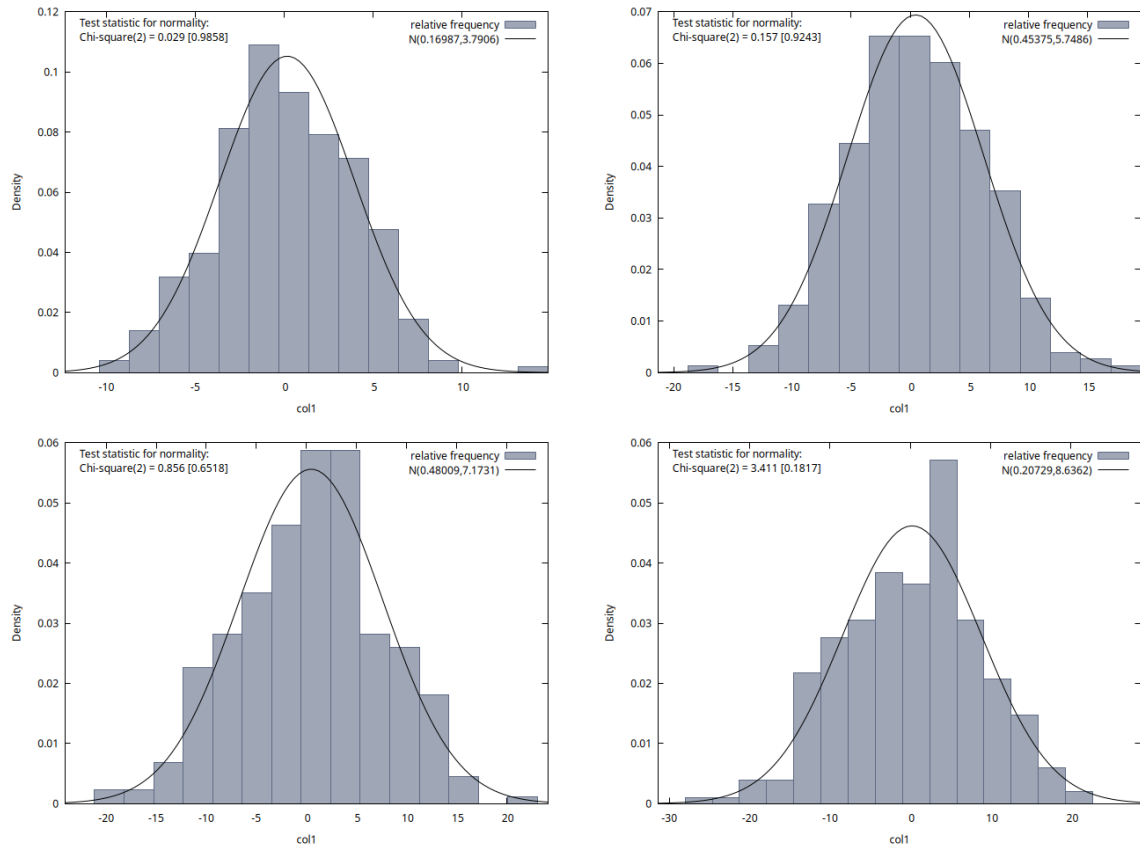 Test statistic for normality:
Chi-square(2) = 0.029 [0.9858]
relative frequency
N(0.16987,3.7906)
0.12
0.1
0.08
0.06
0.04
0.02
0
Density
-10 -5 0 5 10
col1
Test statistic for normality:
Chi-square(2) = 0.157 [0.9243]
relative frequency
N(0.45375,5.7486)
0.07
0.06
0.05
0.04
0.03
0.02
0.01
0
Density
-20 -15 -10 -5 0 5 10 15
col1
Test statistic for normality:
Chi-square(2) = 0.856 [0.6518]
relative frequency
N(0.48009,7.1731)
0.06
0.05
0.04
0.03
0.02
0.01
0
Density
-20 -15 -10 -5 0 5 10 15 20
col1
Test statistic for normality:
Chi-square(2) = 3.411 [0.1817]
relative frequency
N(0.20729,8.6362)
0.06
0.05
0.04
0.03
0.02
0.01
0
Density
-30 -20 -10 0 10 20
col1